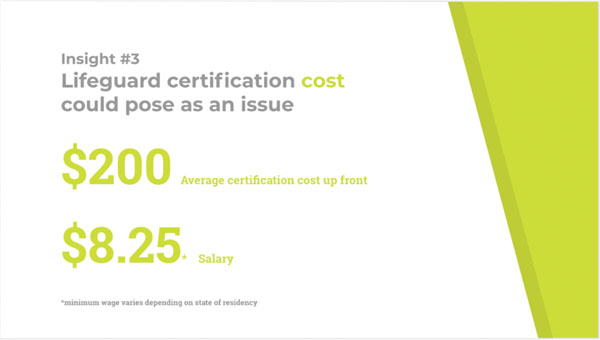 Insight #3
Lifeguard certification cost
could pose as an issue
$200 Average certification cost up front
$8.25* Salary
*minimum wage varies depending on state of residency